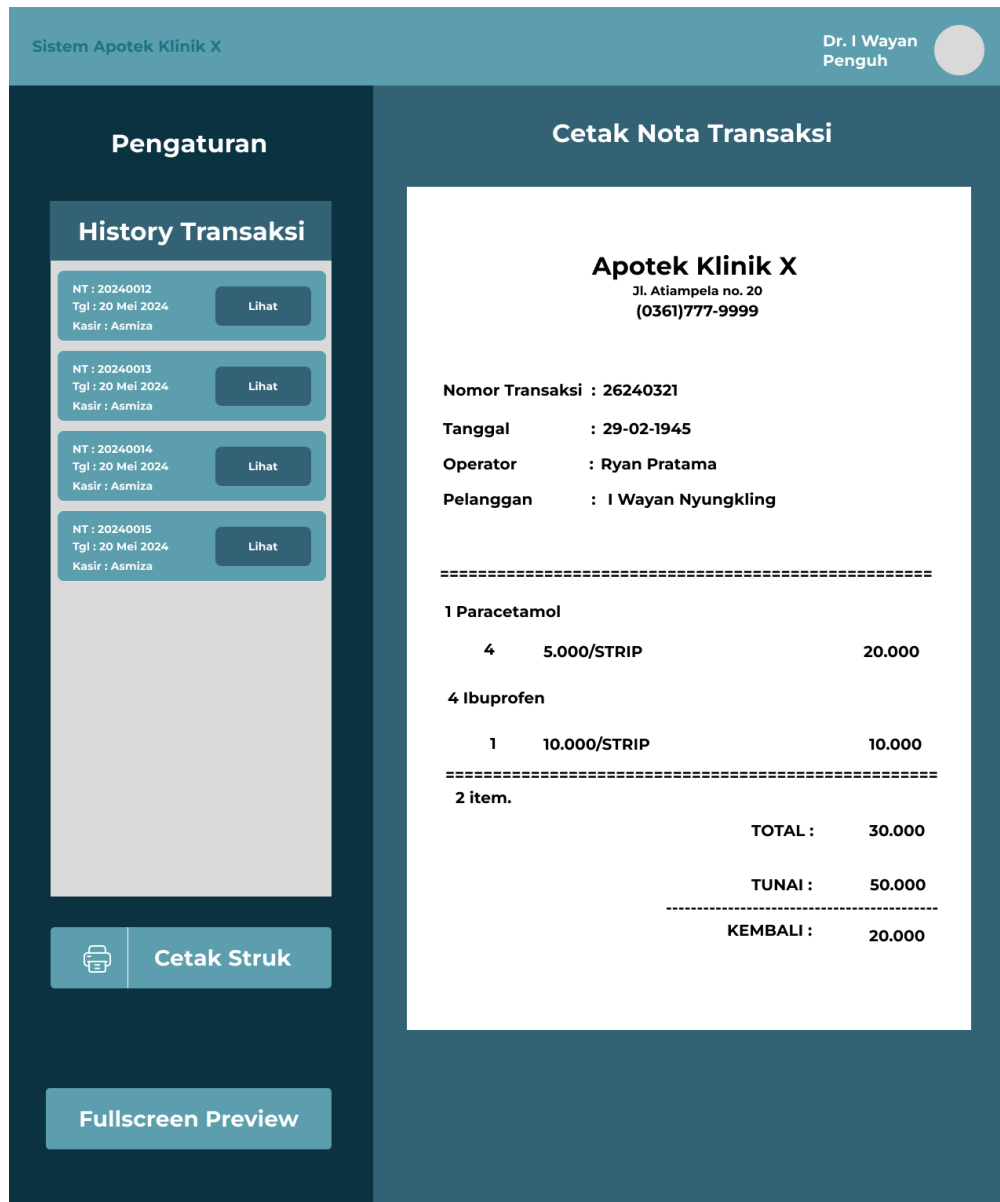 Sistem Apotek Klinik X
Dr. I Wayan
Penguh
Pengaturan
History Transaksi
NT : 20240012
Tgl : 20 Mei 2024
Kasir : Asmiza
Lihat
NT : 20240013
Tgl : 20 Mei 2024
Kasir : Asmiza
Lihat
NT : 20240014
Tgl : 20 Mei 2024
Kasir : Asmiza
Lihat
NT : 20240015
Tgl : 20 Mei 2024
Kasir : Asmiza
Lihat
Cetak Struk
Fullscreen Preview
Cetak Nota Transaksi
Apotek Klinik X
Jl. Atiampela no. 20
(0361)777-9999
Nomor Transaksi : 26240321
Tanggal : 29-02-1945
Operator : Ryan Pratama
Pelanggan : I Wayan Nyungkling
====================================================
1 Paracetamol
4 5.000/STRIP 20.000
4 Ibuprofen
1 10.000/STRIP 10.000
====================================================
2 item.
TOTAL : 30.000
TUNAI : 50.000
--------------------------------------------
KEMBALI : 20.000